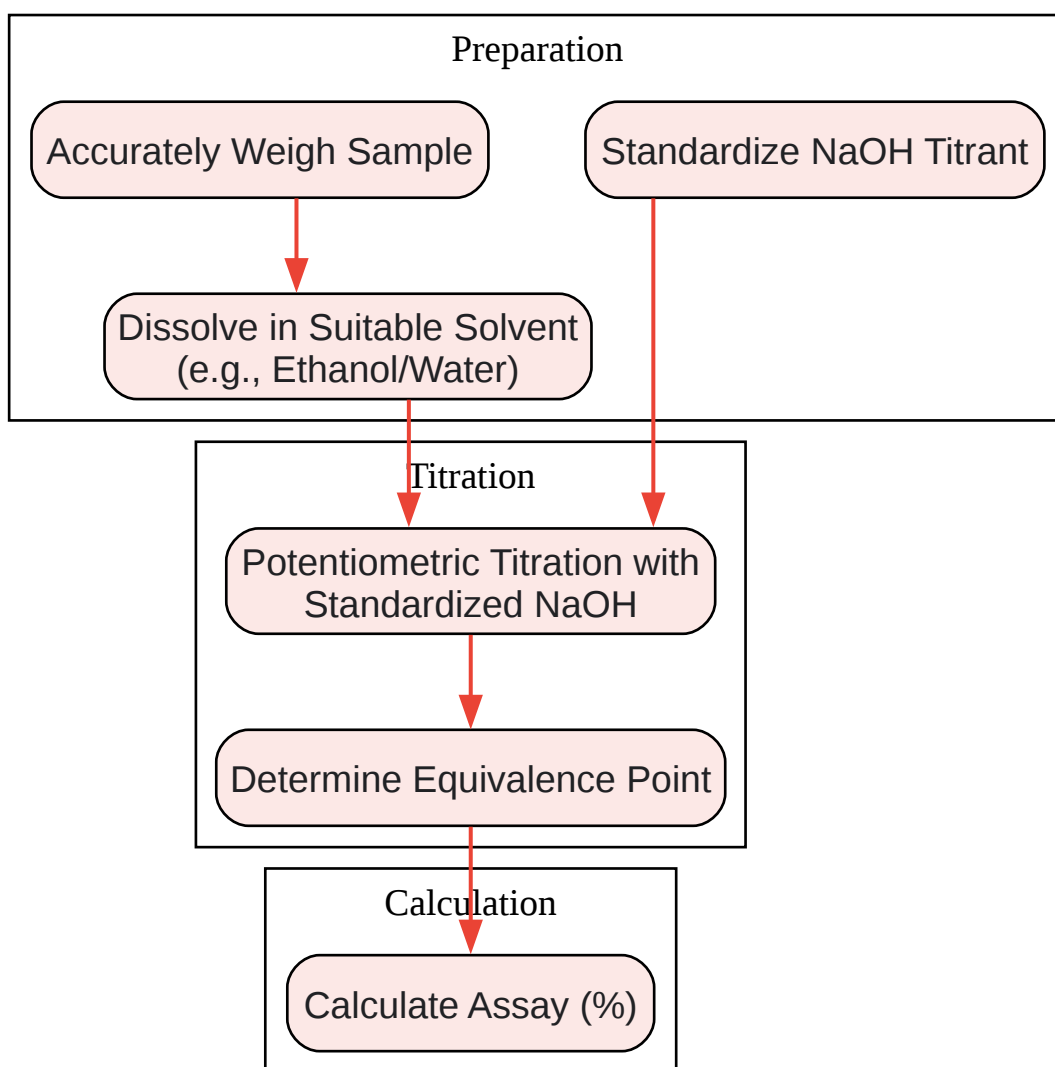 Preparation
Accurately Weigh Sample
Standardize NaOH Titrant
Dissolve in Suitable Solvent
(e.g., Ethanol/Water)
Titration
Potentiometric Titration with
Standardized NaOH
Determine Equivalence Point
Calculation
Calculate Assay (%)